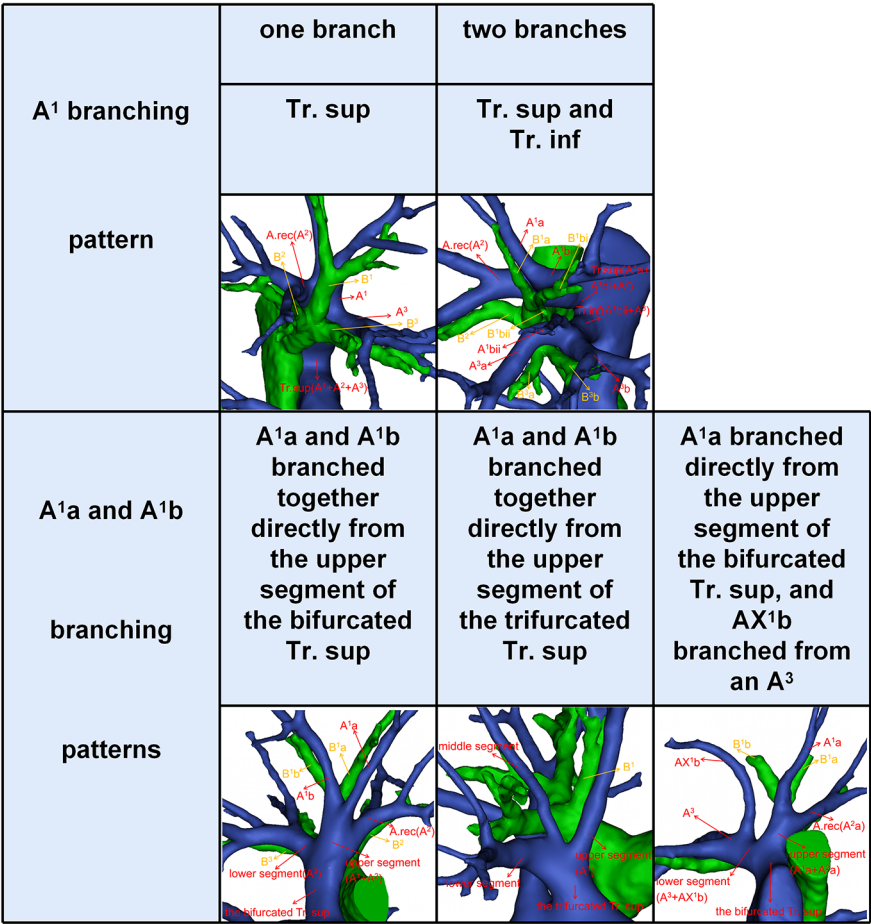 one branch
two branches
A¹ branching
pattern
Tr. sup
Tr. sup and
Tr. inf
A.rec(A²)
B²
B¹
A¹
A³
B³
Tr.sup(A¹+A²+A³)
A¹a
B¹a
B¹bi
A.rec(A²)
B²
B¹bii
A¹bii
A³a
B³a
B³b
A³b
A¹a and A¹b
branching
patterns
A¹a and A¹b
branched
together
directly from
the upper
segment of
the bifurcated
Tr. sup
A¹a and A¹b
branched
together
directly from
the upper
segment of
the trifurcated
Tr. sup
A¹a branched
directly from
the upper
segment of
the bifurcated
Tr. sup, and
AX¹b
branched from
an A³
A¹a
B¹a
B¹b
A¹b
A.rec(A²)
B²
B³
lower segment(A³)
upper segment
the bifurcated Tr. sup
middle segment
B¹
upper segment
lower segment
the bifurcated Tr. sup
A¹a
B¹b
B¹a
AX¹b
A³
A.rec(A²a)
upper segment
lower segment
(A³+AX¹b)
the bifurcated Tr. sup